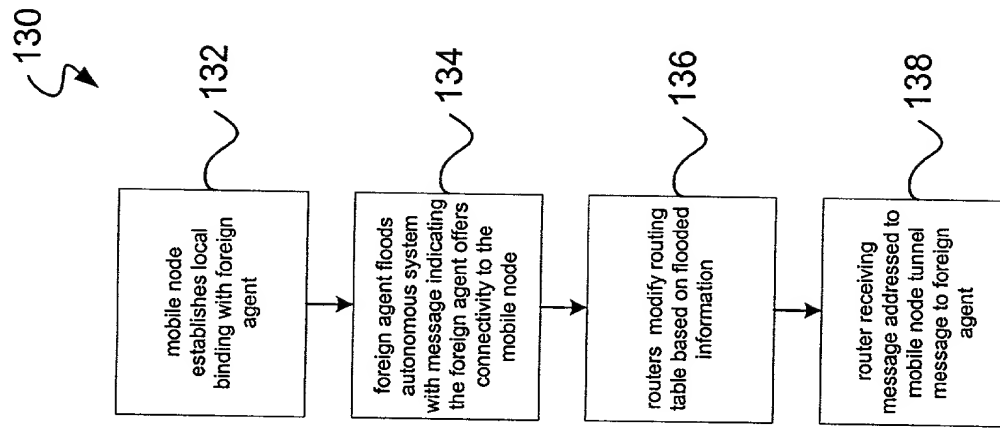 130
132
mobile node
establishes local
binding with foreign
agent
134
foreign agent floods
autonomous system
with message indicating
the foreign agent offers
connectivity to the
mobile node
136
routers modify routing
table based on flooded
information
138
router receiving
message addressed to
mobile node tunnel
message to foreign
agent